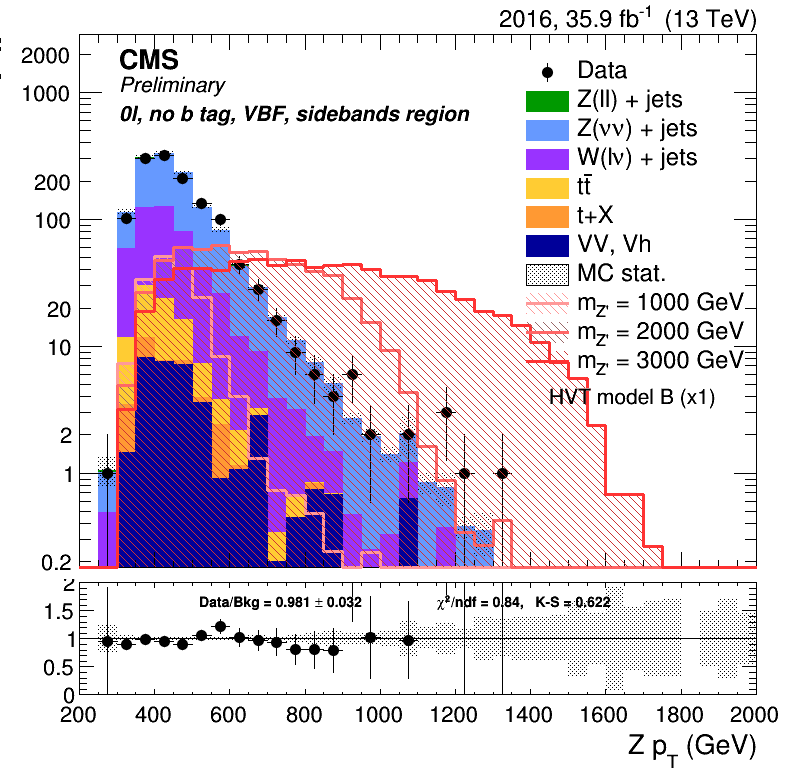 2016, 35.9 fb⁻¹ (13 TeV)
CMS
Preliminary
0l, no b tag, VBF, sidebands region
Data
Z(ll) + jets
Z(νν) + jets
W(lν) + jets
tt̄
t+X
VV, Vh
MC stat.
m_Z' = 1000 GeV
m_Z' = 2000 GeV
m_Z' = 3000 GeV
HVT model B (x1)
2000
1000
200
100
20
10
2
1
0.2
Data/Bkg = 0.981 ± 0.032
χ²/ndf = 0.84, K-S = 0.622
2
1.5
1
0.5
0
200 400 600 800 1000 1200 1400 1600 1800 2000
Z p_T (GeV)